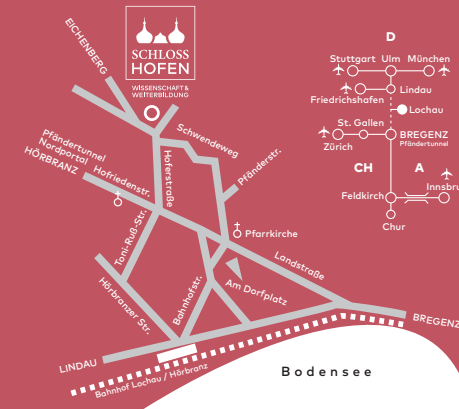 EICHENBERG
SCHLOSS
HOFEN
WISSENSCHAFT &
WEITERBILDUNG
Schwendeweg
Pfändertunnel
Nordportal
HÖRBRANZ
Hofriedenstr.
Hoferstraße
Pfänderstr.
Toni-Ruß-Str.
Pfarrkirche
Landstraße
Hörbranzer Str.
Bahnhofstr.
Am Dorfplatz
LINDAU
BREGENZ
Bahnhof Lochau / Hörbranz
Bodensee
D
Stuttgart
Ulm
München
Friedrichshafen
Lindau
Lochau
St. Gallen
BREGENZ
Pfändertunnel
Zürich
CH
A
Feldkirch
Innsbru
Chur